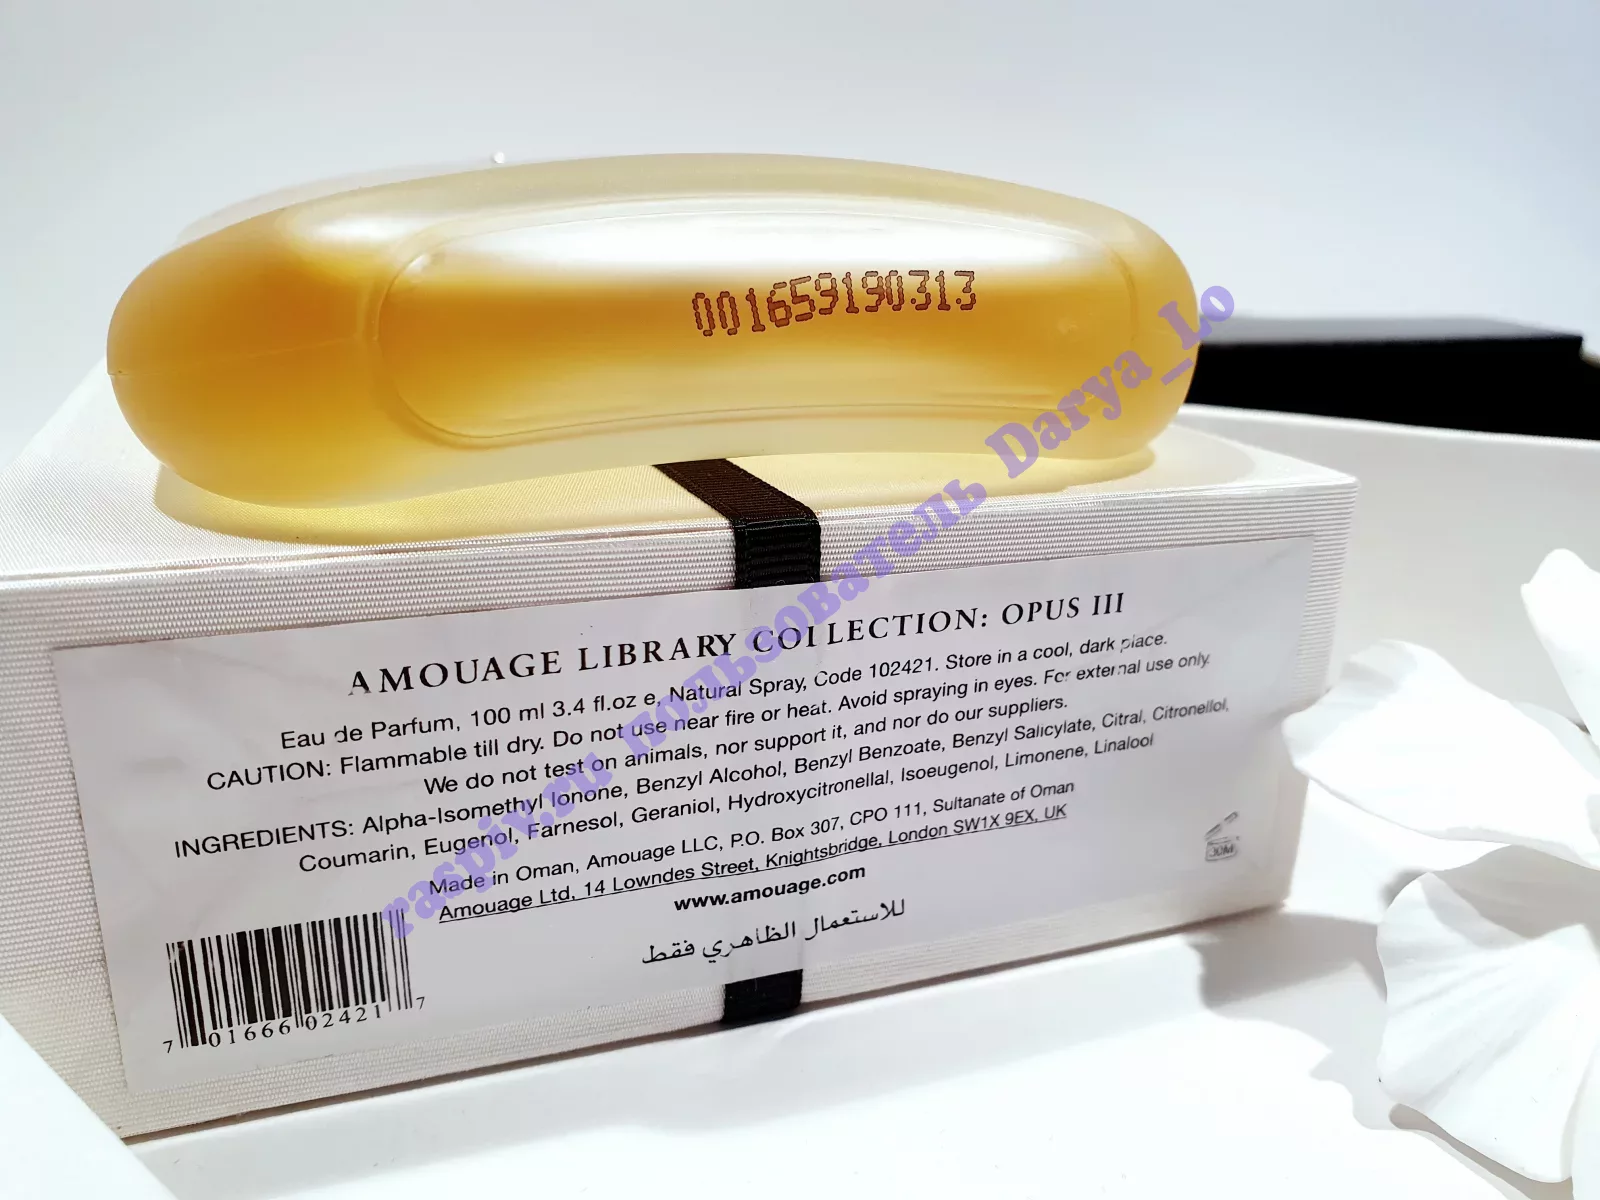 001659190313
AMOUAGE LIBRARY COLLECTION: OPUS III
Eau de Parfum, 100 ml 3.4 fl.oz e, Natural Spray, Code 102421. Store in a cool, dark place.
CAUTION: Flammable till dry. Do not use near fire or heat. Avoid spraying in eyes. For external use only.
We do not test on animals, nor support it, and nor do our suppliers.
INGREDIENTS: Alpha-Isomethyl Ionone, Benzyl Alcohol, Benzyl Benzoate, Benzyl Salicylate, Citral, Citronellol,
Coumarin, Eugenol, Farnesol, Geraniol, Hydroxycitronellal, Isoeugenol, Limonene, Linalool
Made in Oman, Amouage LLC, P.O. Box 307, CPO 111, Sultanate of Oman
Amouage Ltd, 14 Lowndes Street, Knightsbridge, London SW1X 9EX, UK
www.amouage.com
للاستعمال الظاهري فقط
30M
7 01666 02421 7
raspiv.ru пользователь Darya_Lo